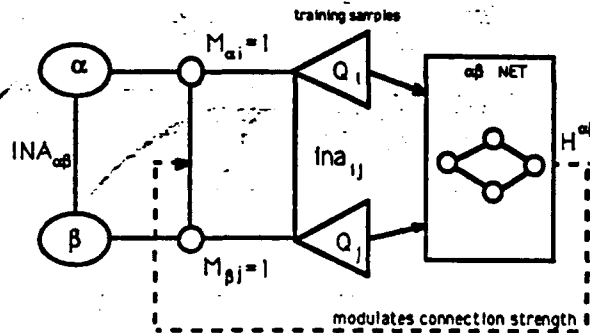 training samples
M_αi=1
α
Q_i
αβ NET
INA_αβ
ina_ij
H^αβ
β
Q_j
M_βj=1
modulates connection strength